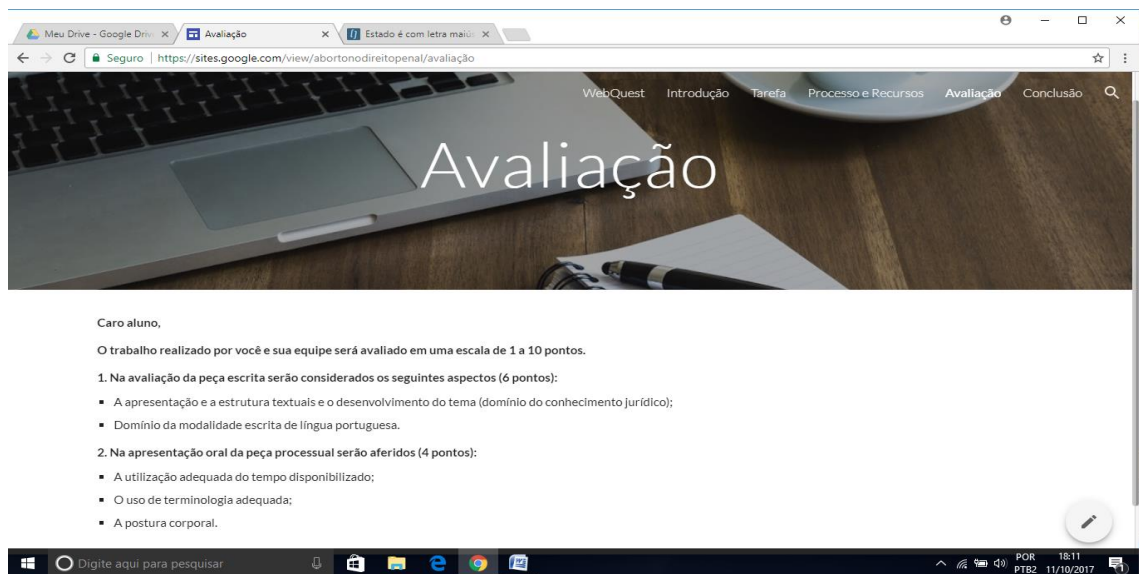 Meu Drive - Google Driv
Avaliação
Estado é com letra maiús
Seguro | https://sites.google.com/view/abortonodireitopenal/avaliação
WebQuest Introdução Tarefa Processo e Recursos Avaliação Conclusão
Avaliação
Caro aluno,
O trabalho realizado por você e sua equipe será avaliado em uma escala de 1 a 10 pontos.
1. Na avaliação da peça escrita serão considerados os seguintes aspectos (6 pontos):
▪ A apresentação e a estrutura textuais e o desenvolvimento do tema (domínio do conhecimento jurídico);
▪ Domínio da modalidade escrita de língua portuguesa.
2. Na apresentação oral da peça processual serão aferidos (4 pontos):
▪ A utilização adequada do tempo disponibilizado;
▪ O uso de terminologia adequada;
▪ A postura corporal.
Digite aqui para pesquisar
POR 18:11
PTB2 11/10/2017